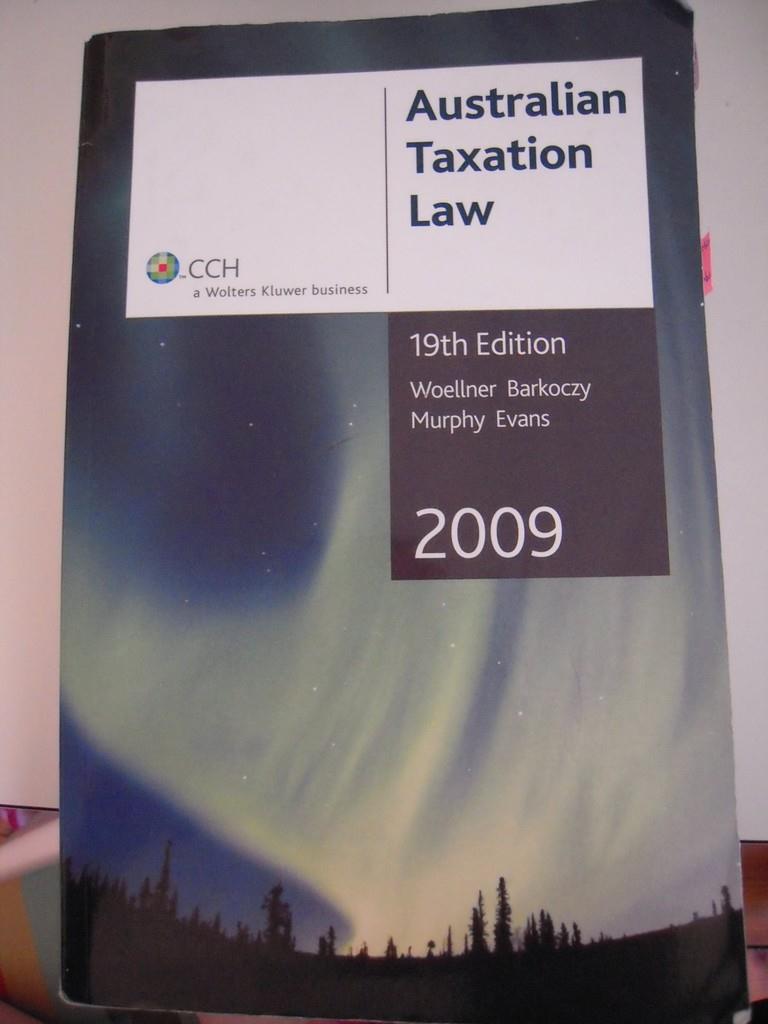 Australian
Taxation
Law
CCH
a Wolters Kluwer business
19th Edition
Woellner Barkoczy
Murphy Evans
2009